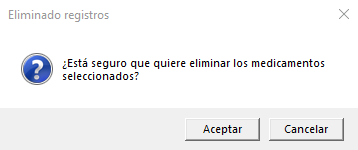 Eliminado registros
¿Está seguro que quiere eliminar los medicamentos
seleccionados?
Aceptar
Cancelar